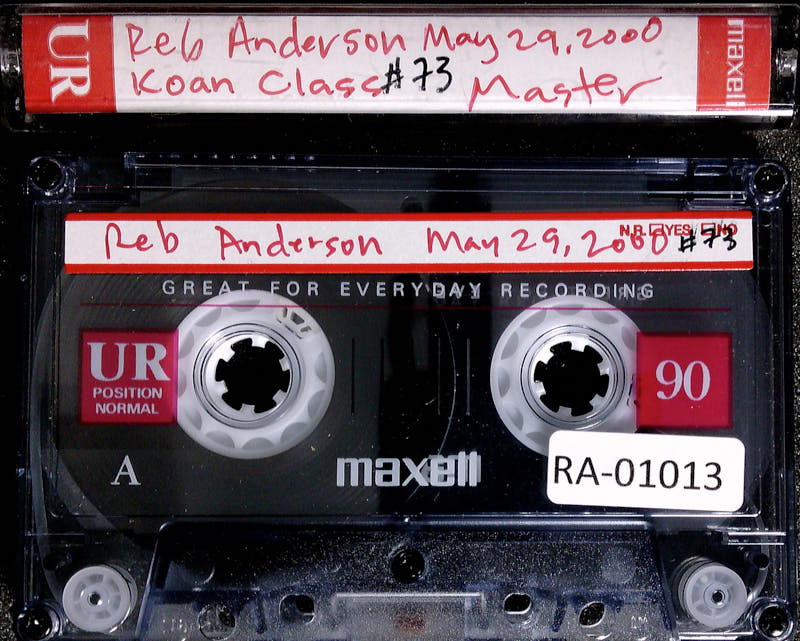 UR
Reb Anderson May 29, 2000
Koan Class #73 Master
maxell
Reb Anderson May 29, 2000 #73
N.R. YES NO
GREAT FOR EVERYDAY RECORDING
UR
POSITION
NORMAL
90
A
maxell
RA-01013